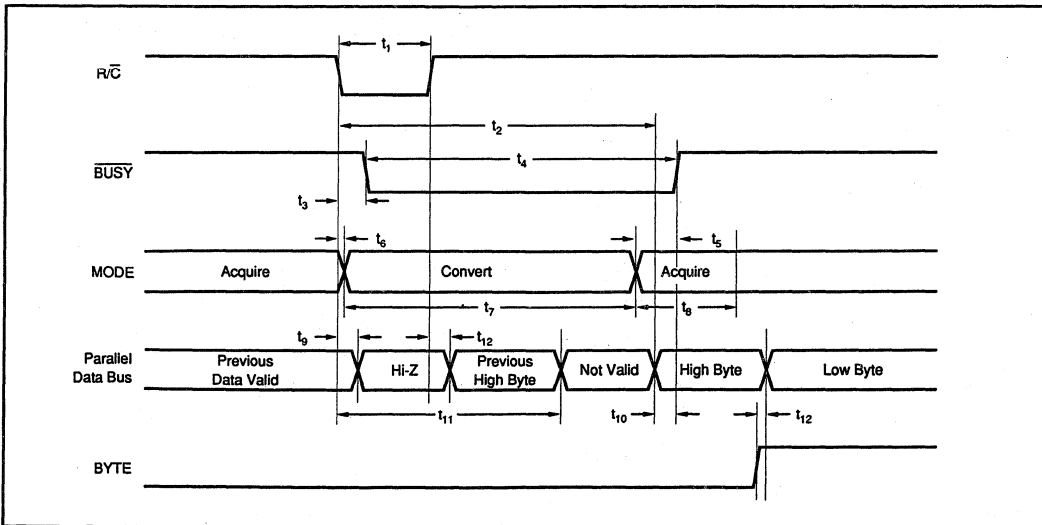 t1
R/C̅
t2
B̅U̅S̅Y̅
t4
t3
t6
t5
MODE
Acquire
Convert
Acquire
t7
t8
t9
t12
Parallel
Data Bus
Previous
Data Valid
Hi-Z
Previous
High Byte
Not Valid
High Byte
Low Byte
t11
t10
t12
BYTE